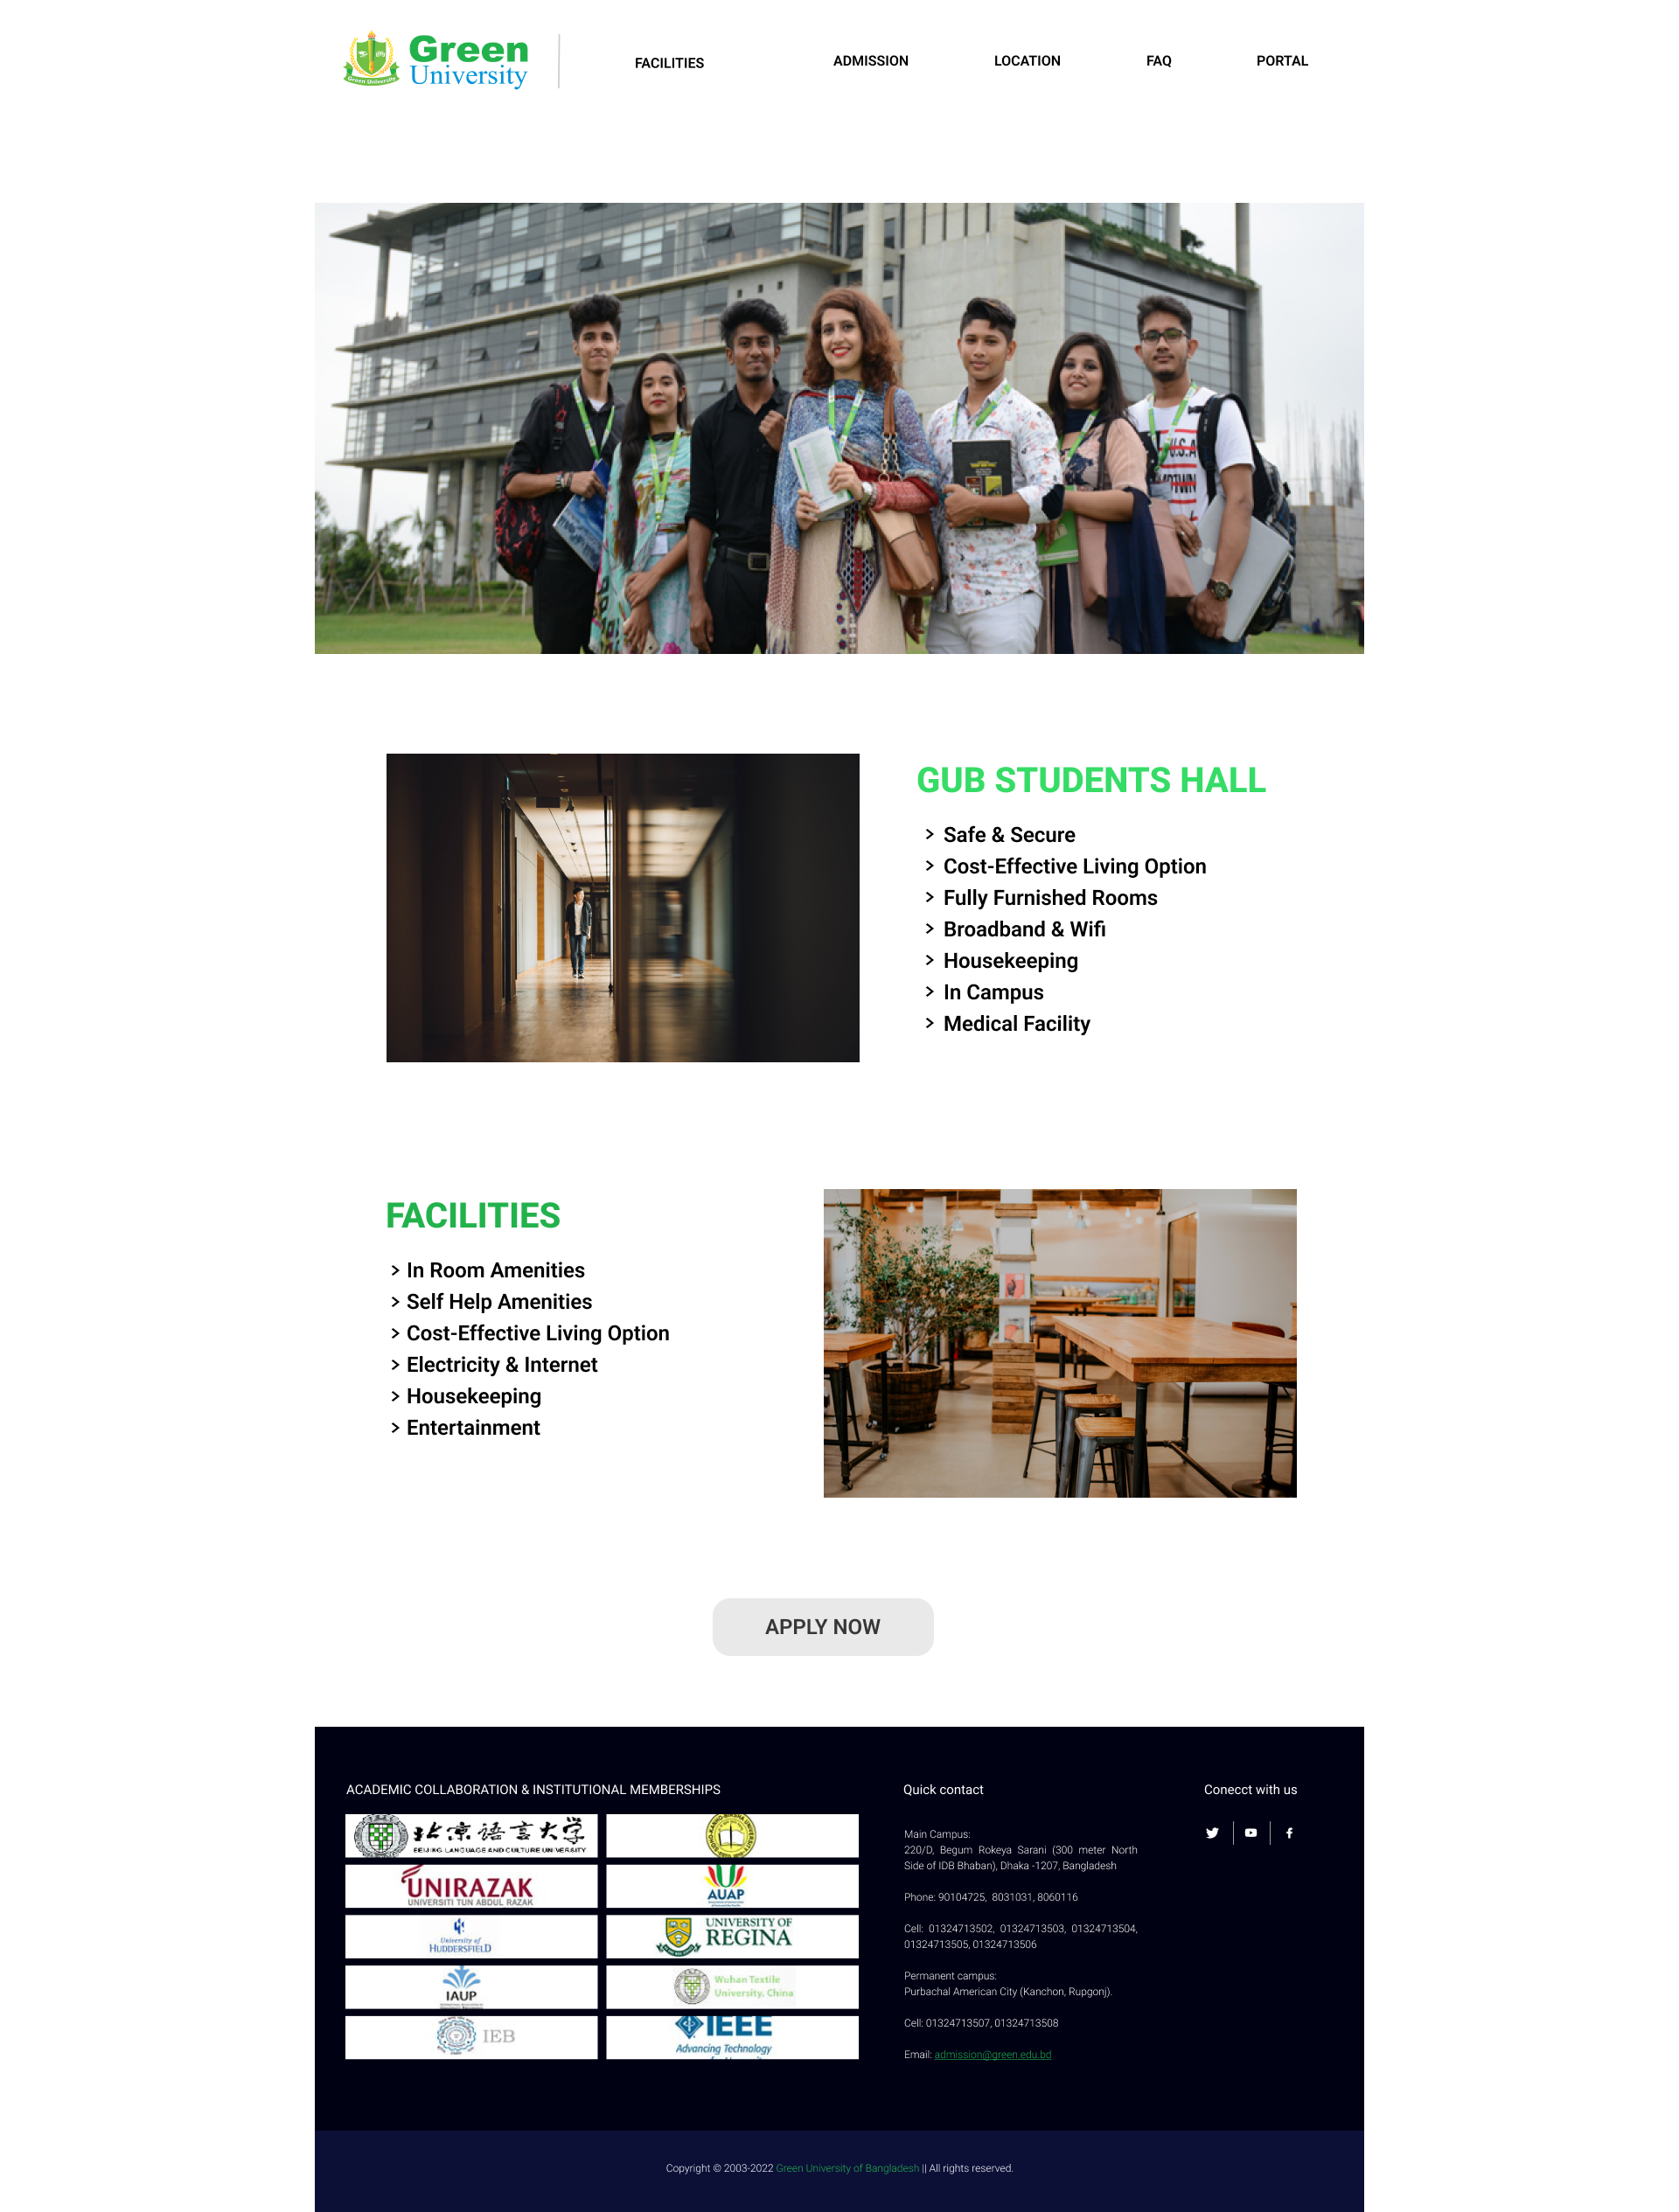 Green
University
Green University
FACILITIES
ADMISSION
LOCATION
FAQ
PORTAL
U.S.A
GUB STUDENTS HALL
Safe & Secure
Cost-Effective Living Option
Fully Furnished Rooms
Broadband & Wifi
Housekeeping
In Campus
Medical Facility
FACILITIES
In Room Amenities
Self Help Amenities
Cost-Effective Living Option
Electricity & Internet
Housekeeping
Entertainment
APPLY NOW
ACADEMIC COLLABORATION & INSTITUTIONAL MEMBERSHIPS
北京語言大学
BEIJING LANGUAGE AND CULTURE UNIVERSITY
UNIRAZAK
UNIVERSITI TUN ABDUL RAZAK
AUAP
University of
HUDDERSFIELD
UNIVERSITY OF
REGINA
IAUP
Wuhan Textile
University, China
IEB
IEEE
Advancing Technology
Quick contact
Main Campus:
220/D, Begum Rokeya Sarani (300 meter North
Side of IDB Bhaban), Dhaka -1207, Bangladesh
Phone: 90104725, 8031031, 8060116
Cell: 01324713502, 01324713503, 01324713504,
01324713505, 01324713506
Permanent campus:
Purbachal American City (Kanchon, Rupgonj).
Cell: 01324713507, 01324713508
Email: admission@green.edu.bd
Conecct with us
Copyright © 2003-2022 Green University of Bangladesh || All rights reserved.